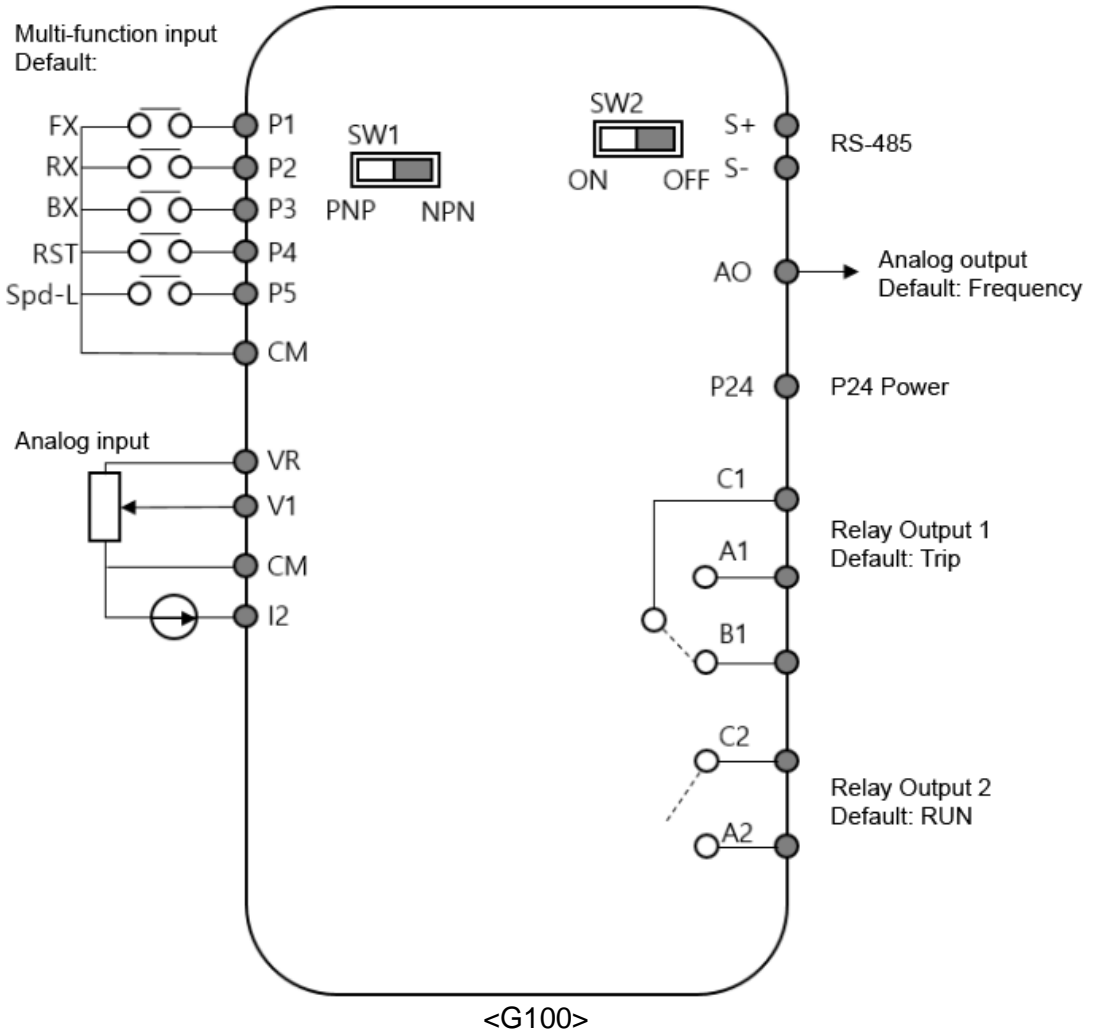 Multi-function input
Default:
FX
P1
RX
P2
BX
P3
RST
P4
Spd-L
P5
CM
SW1
PNP
NPN
SW2
ON
OFF
S+
S-
RS-485
AO
Analog output
Default: Frequency
P24
P24 Power
Analog input
VR
V1
CM
I2
C1
A1
B1
Relay Output 1
Default: Trip
C2
A2
Relay Output 2
Default: RUN
<G100>